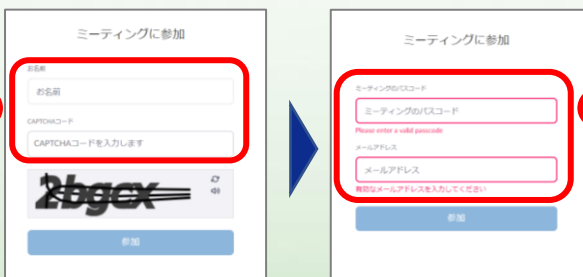 ミーティングに参加
お名前
お名前
CAPTCHAコード
CAPTCHAコードを入力します
2bgcx
参加
ミーティングに参加
ミーティングのパスコード
ミーティングのパスコード
Please enter a valid passcode
メールアドレス
メールアドレス
有効なメールアドレスを入力してください
参加